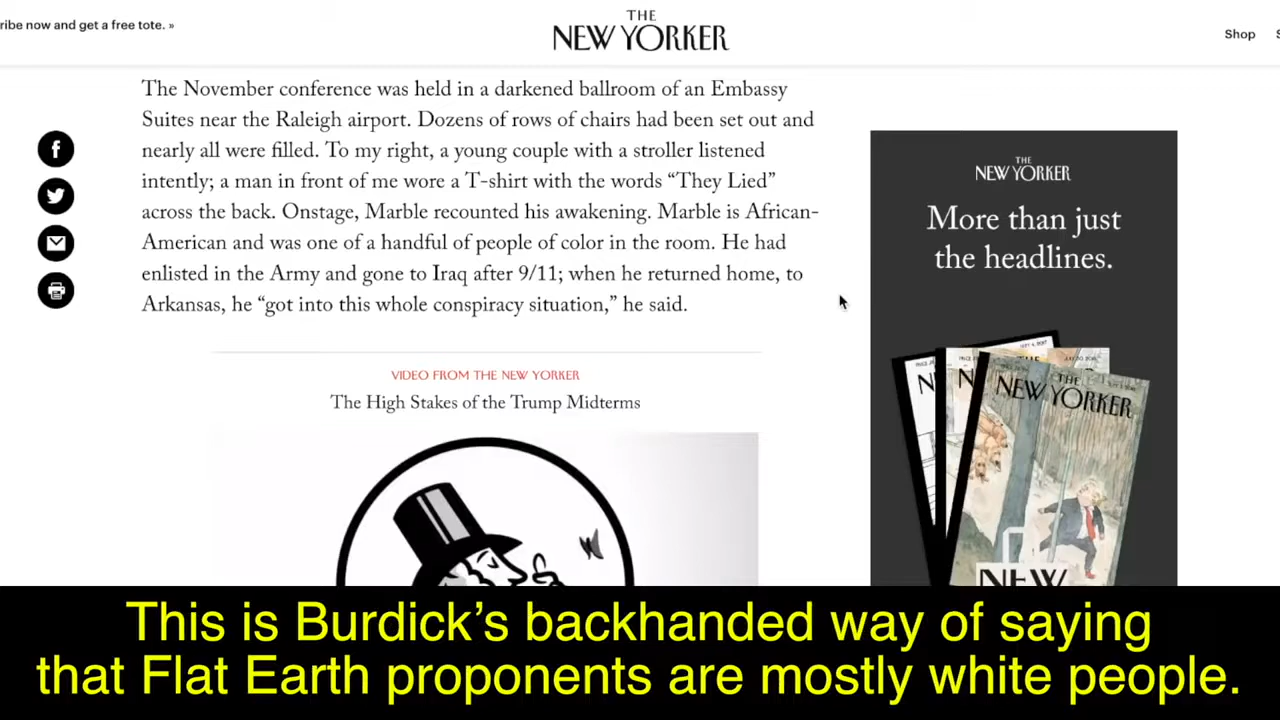 ribe now and get a free tote. »
THE
NEW YORKER
Shop
The November conference was held in a darkened ballroom of an Embassy
Suites near the Raleigh airport. Dozens of rows of chairs had been set out and
nearly all were filled. To my right, a young couple with a stroller listened
intently; a man in front of me wore a T-shirt with the words “They Lied”
across the back. Onstage, Marble recounted his awakening. Marble is African-
American and was one of a handful of people of color in the room. He had
enlisted in the Army and gone to Iraq after 9/11; when he returned home, to
Arkansas, he “got into this whole conspiracy situation,” he said.
VIDEO FROM THE NEW YORKER
The High Stakes of the Trump Midterms
THE
NEW YORKER
More than just
the headlines.
THE
NEW YORKER
NEW
This is Burdick’s backhanded way of saying
that Flat Earth proponents are mostly white people.